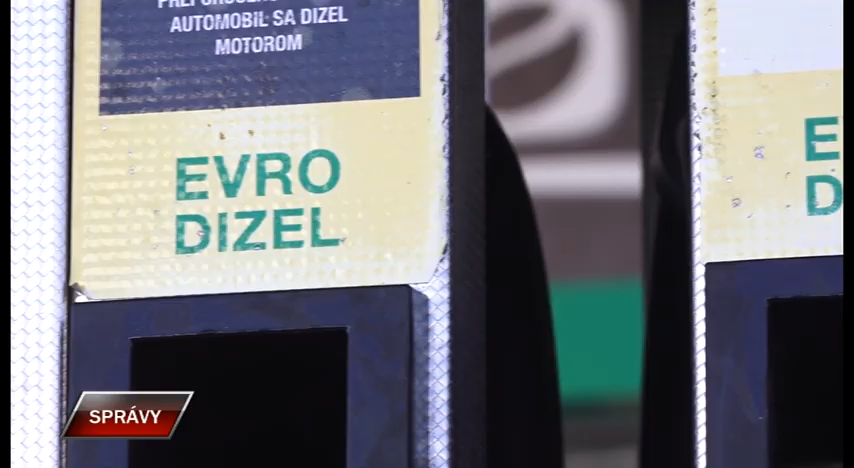 AUTOMOBIL SA DIZEL
MOTOROM
EVRO
DIZEL
E
D
SPRÁVY